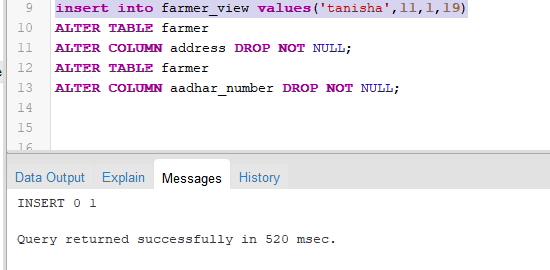 9 insert into farmer_view values('tanisha',11,1,19)
10 ALTER TABLE farmer
11 ALTER COLUMN address DROP NOT NULL;
12 ALTER TABLE farmer
13 ALTER COLUMN aadhar_number DROP NOT NULL;
14
15
16
Data Output Explain Messages History
INSERT 0 1
Query returned successfully in 520 msec.